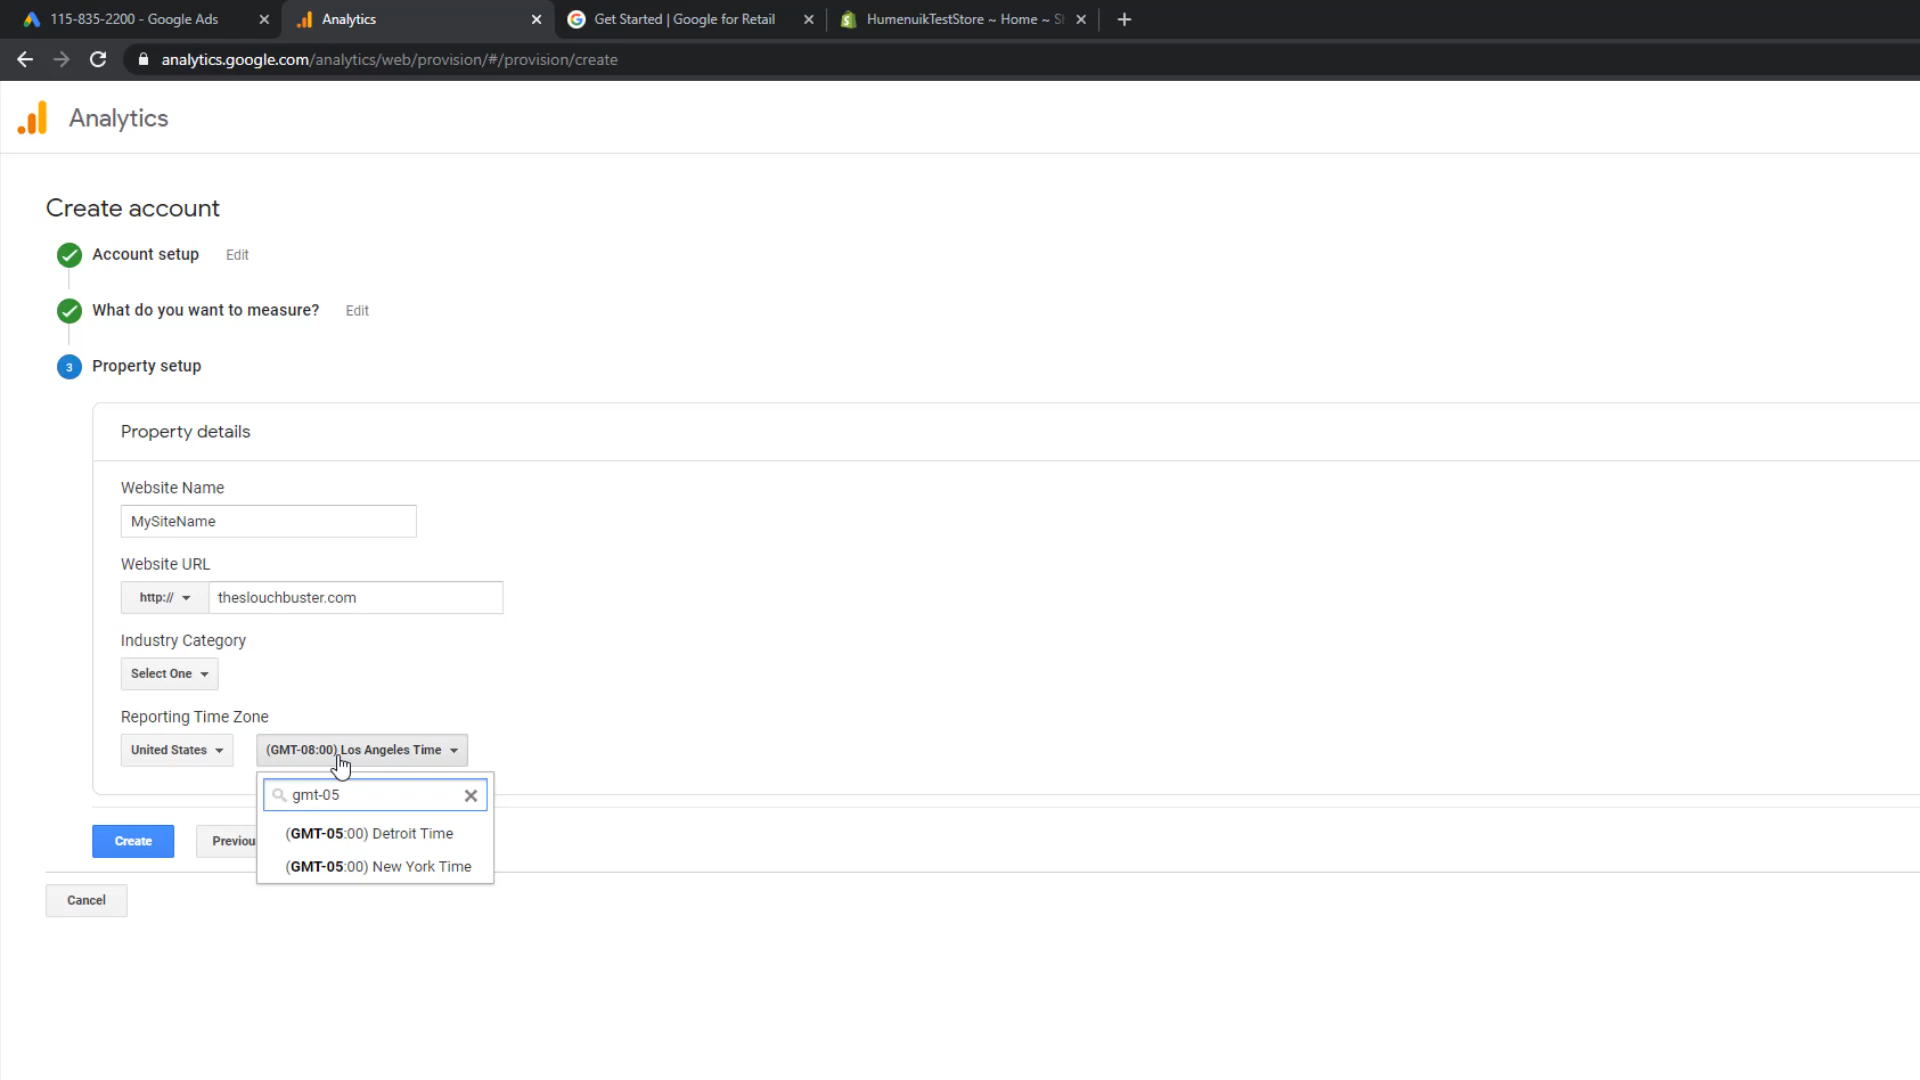 115-835-2200 - Google Ads
Analytics
Get Started | Google for Retail
HumenuikTestStore ~ Home ~ S
analytics.google.com/analytics/web/provision/#/provision/create
Analytics
Create account
Account setup Edit
What do you want to measure? Edit
3 Property setup
Property details
Website Name
MySiteName
Website URL
http:// theslouchbuster.com
Industry Category
Select One
Reporting Time Zone
United States (GMT-08:00) Los Angeles Time
gmt-05
(GMT-05:00) Detroit Time
Create Previou
(GMT-05:00) New York Time
Cancel